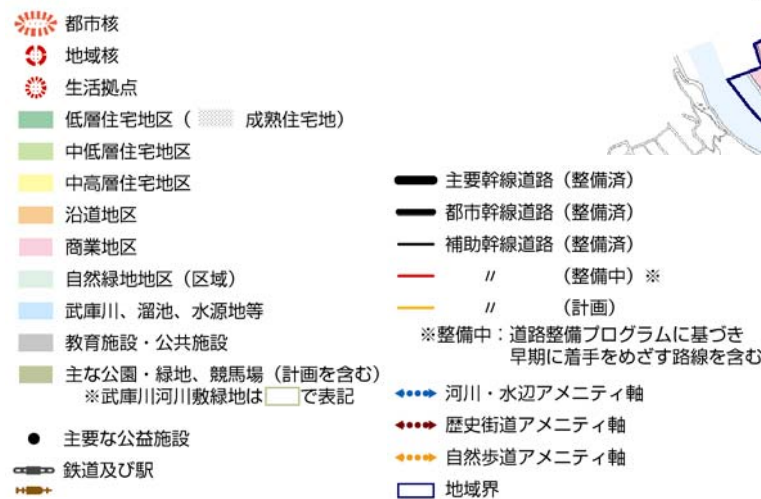 都市核
地域核
生活拠点
低層住宅地区（ 成熟住宅地）
中低層住宅地区
中高層住宅地区
沿道地区
商業地区
自然緑地地区（区域）
武庫川、溜池、水源地等
教育施設・公共施設
主な公園・緑地、競馬場（計画を含む）
※武庫川河川敷緑地は で表記
主要な公益施設
鉄道及び駅
主要幹線道路（整備済）
都市幹線道路（整備済）
補助幹線道路（整備済）
〃 （整備中）※
〃 （計画）
※整備中：道路整備プログラムに基づき
早期に着手をめざす路線を含む
河川・水辺アメニティ軸
歴史街道アメニティ軸
自然歩道アメニティ軸
地域界